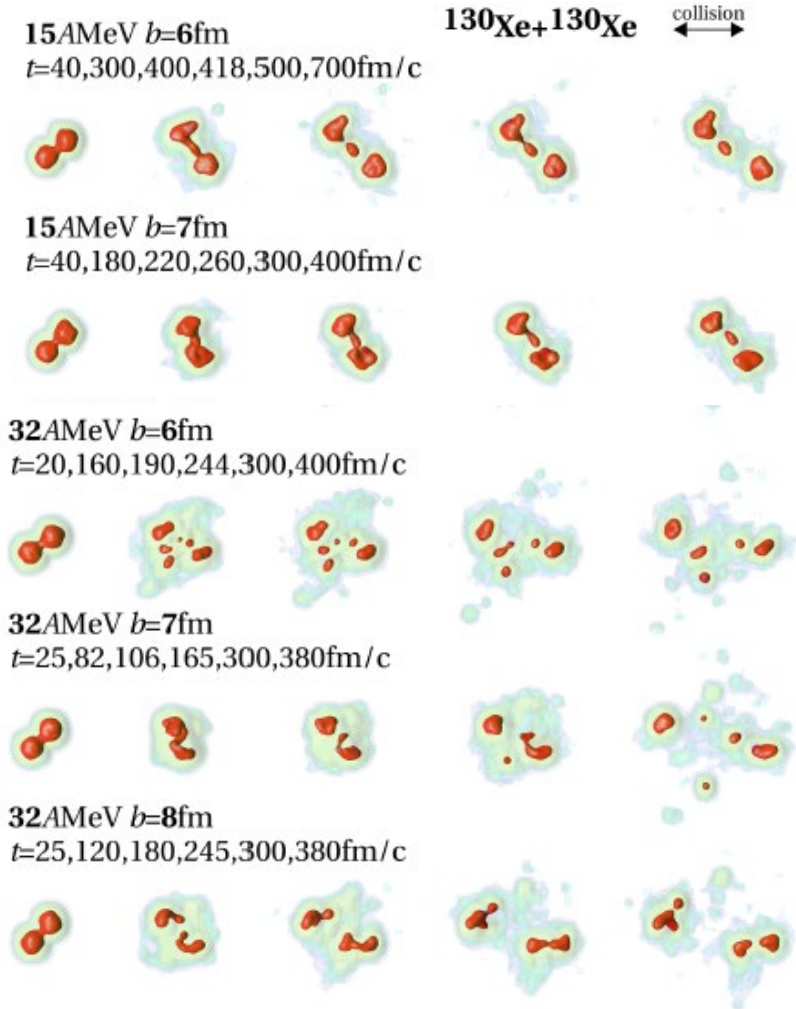 15AMeV b=6fm
t=40,300,400,418,500,700fm/c
¹³⁰Xe+¹³⁰Xe
collision
15AMeV b=7fm
t=40,180,220,260,300,400fm/c
32AMeV b=6fm
t=20,160,190,244,300,400fm/c
32AMeV b=7fm
t=25,82,106,165,300,380fm/c
32AMeV b=8fm
t=25,120,180,245,300,380fm/c